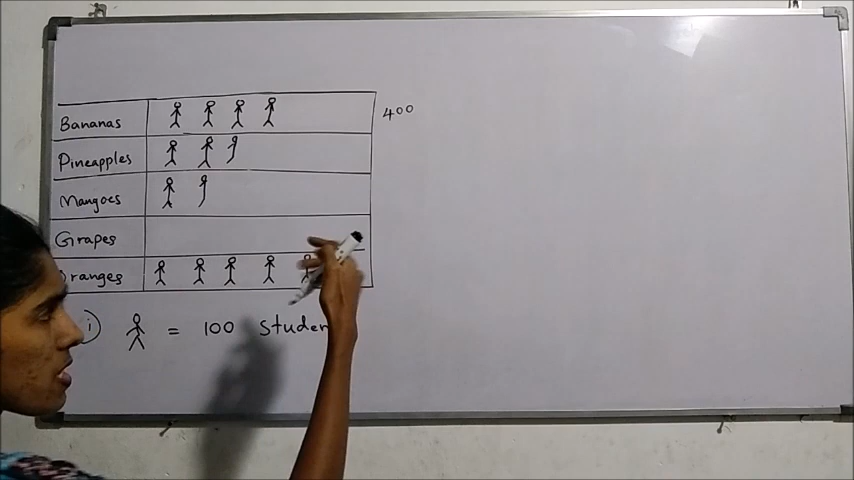 Bananas 400
Pineapples
Mangoes
Grapes
ranges
i) = 100 Studen